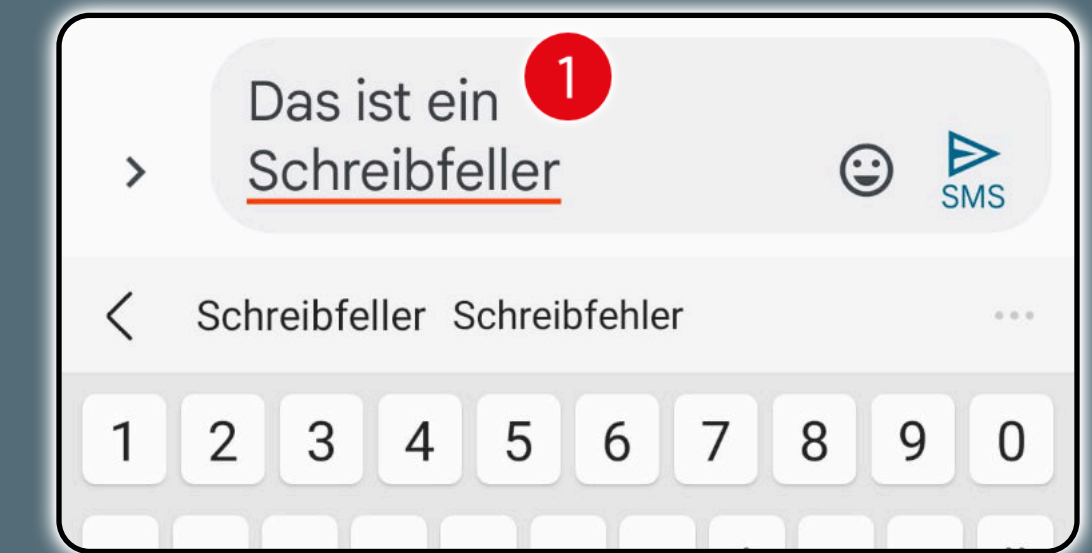 Das ist ein
1
Schreibfeller
SMS
Schreibfeller Schreibfehler
1 2 3 4 5 6 7 8 9 0